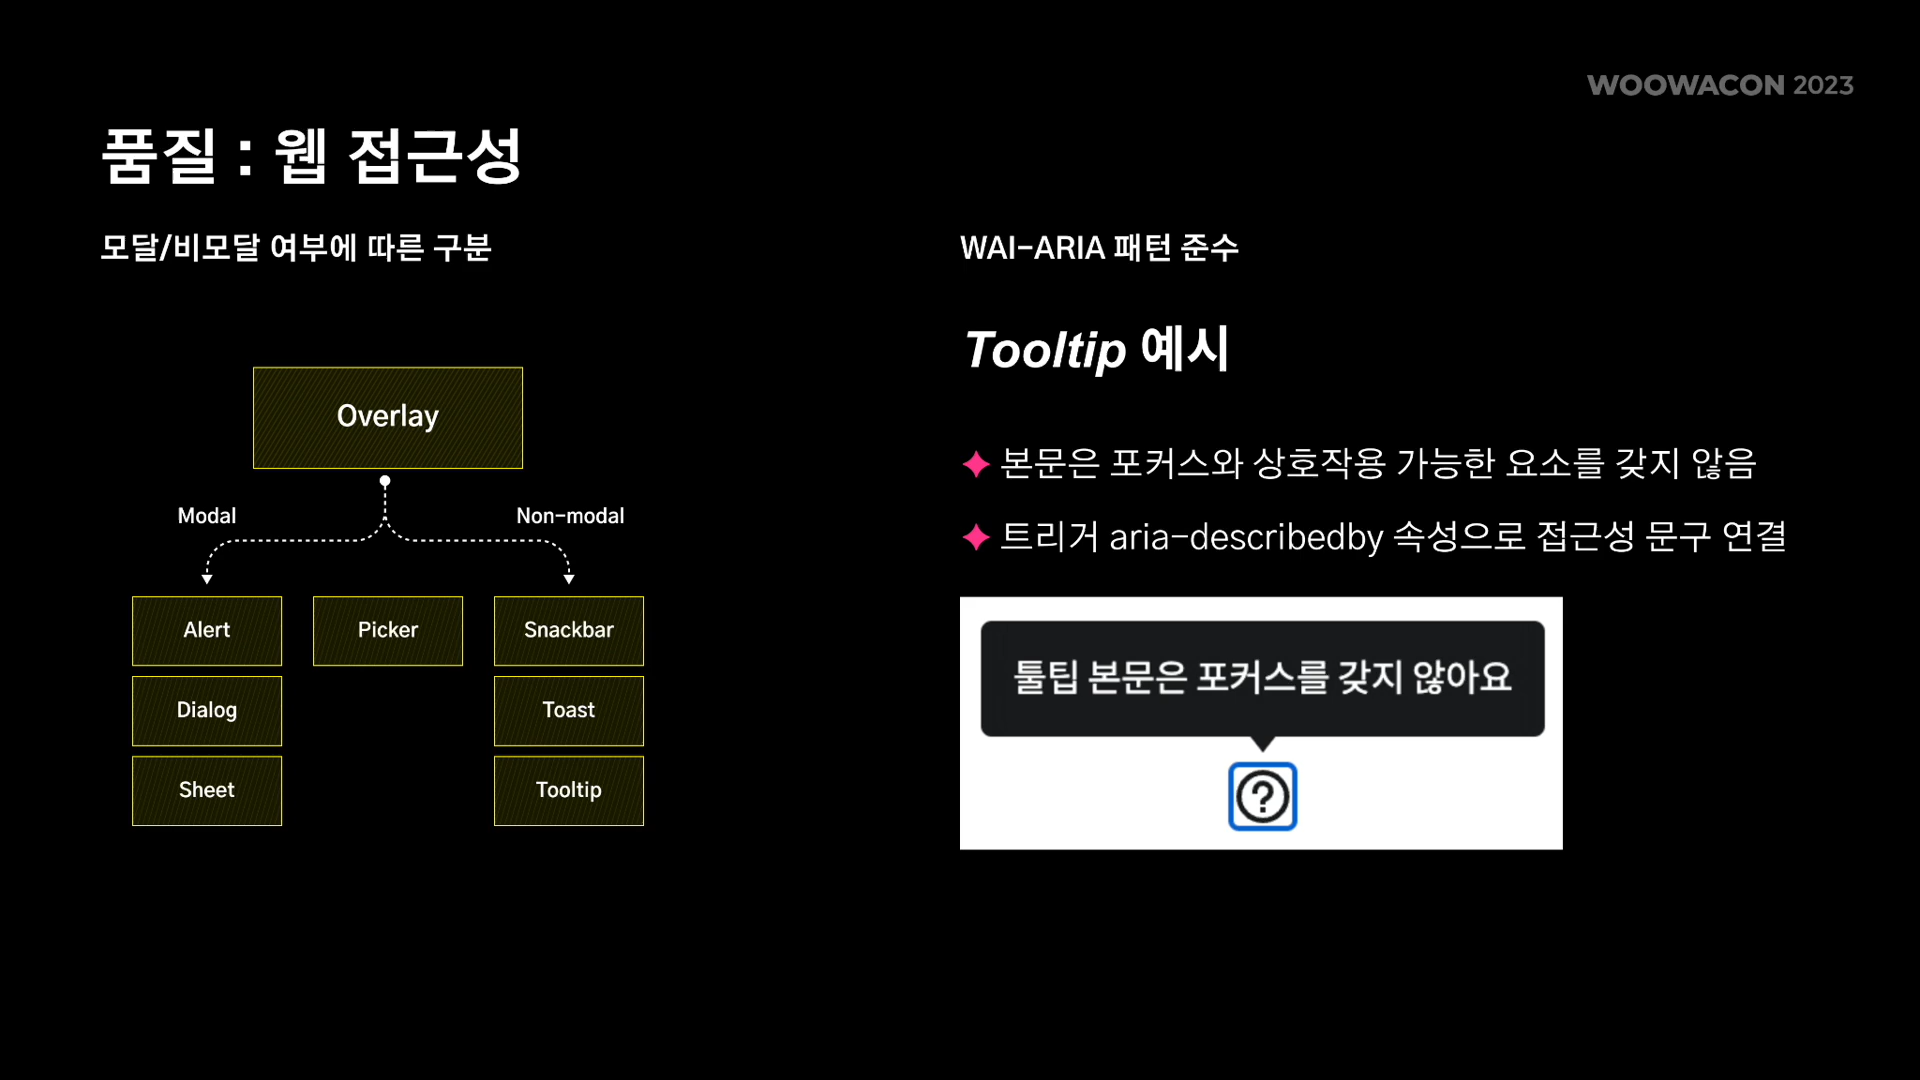 WOOWACON 2023
품질 : 웹 접근성
모달/비모달 여부에 따른 구분
Overlay
Modal
Non-modal
Alert
Picker
Snackbar
Dialog
Toast
Sheet
Tooltip
WAI-ARIA 패턴 준수
Tooltip 예시
본문은 포커스와 상호작용 가능한 요소를 갖지 않음
트리거 aria-describedby 속성으로 접근성 문구 연결
툴팁 본문은 포커스를 갖지 않아요
?